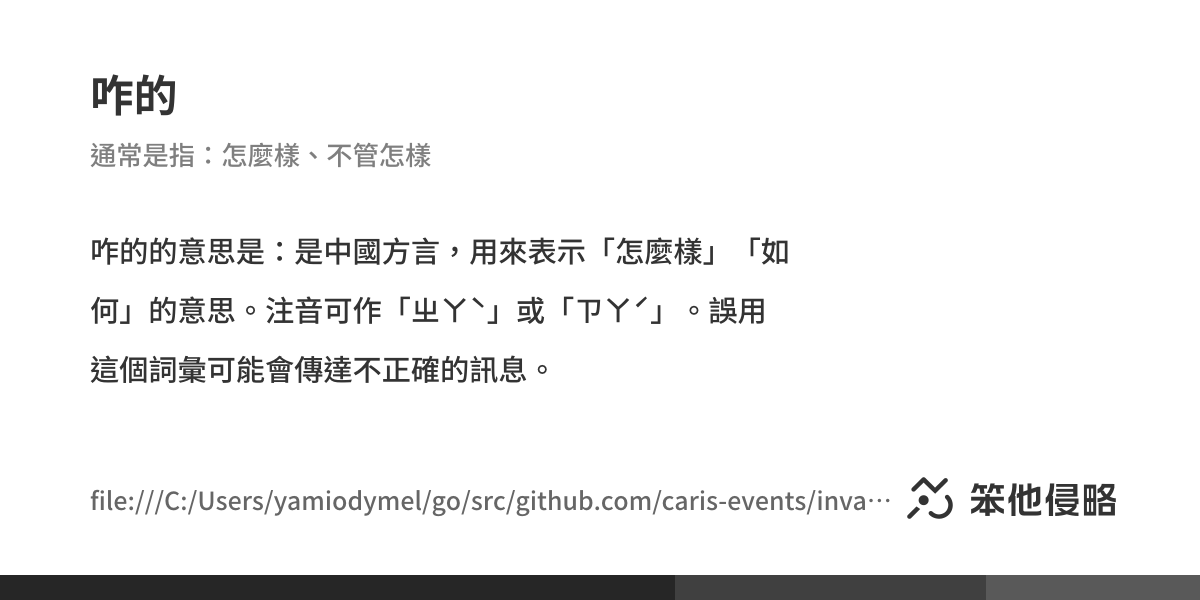 咋的
通常是指：怎麼樣、不管怎樣
咋的的意思是：是中國方言，用來表示「怎麼樣」「如
何」的意思。注音可作「ㄓㄚˋ」或「ㄗㄚˊ」。誤用
這個詞彙可能會傳達不正確的訊息。
file:///C:/Users/yamiodymel/go/src/github.com/caris-events/inva…
笨他侵略